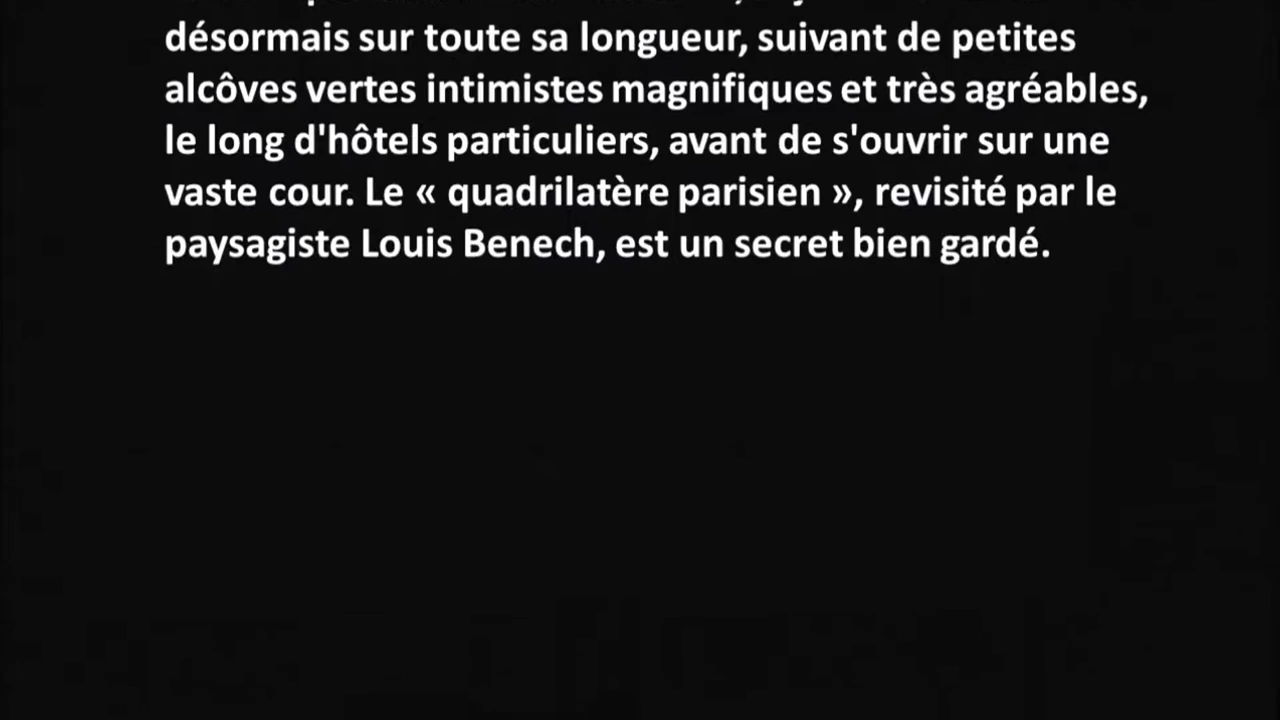 désormais sur toute sa longueur, suivant de petites
alcôves vertes intimistes magnifiques et très agréables,
le long d'hôtels particuliers, avant de s'ouvrir sur une
vaste cour. Le « quadrilatère parisien », revisité par le
paysagiste Louis Benech, est un secret bien gardé.